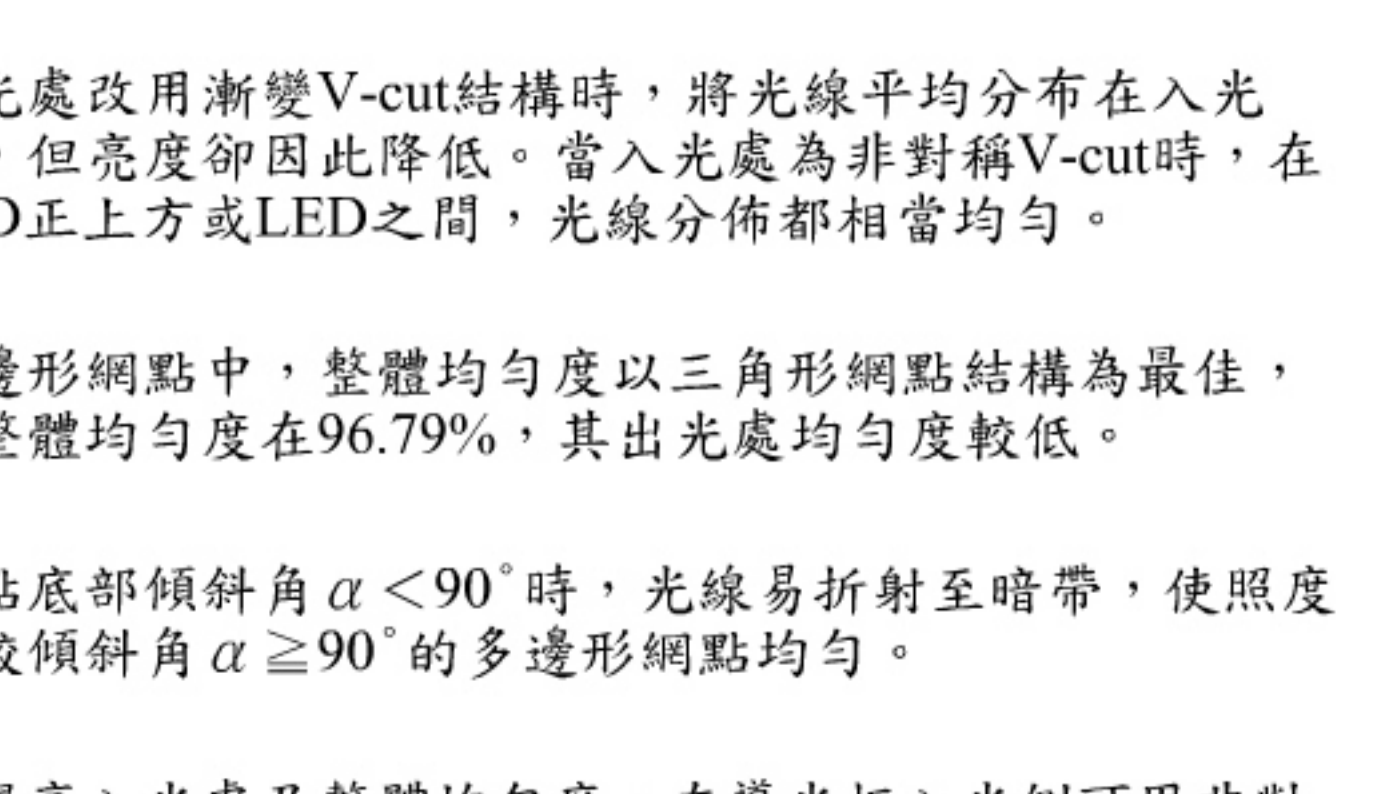 處改用漸變V-cut結構時，將光線平均分布在入光
，但亮度卻因此降低。當入光處為非對稱V-cut時，在
D正上方或LED之間，光線分佈都相當均勻。
邊形網點中，整體均勻度以三角形網點結構為最佳，
整體均勻度在96.79%，其出光處均勻度較低。
底部傾斜角α＜90°時，光線易折射至暗帶，使照度
較傾斜角α≧90°的多邊形網點均勻。